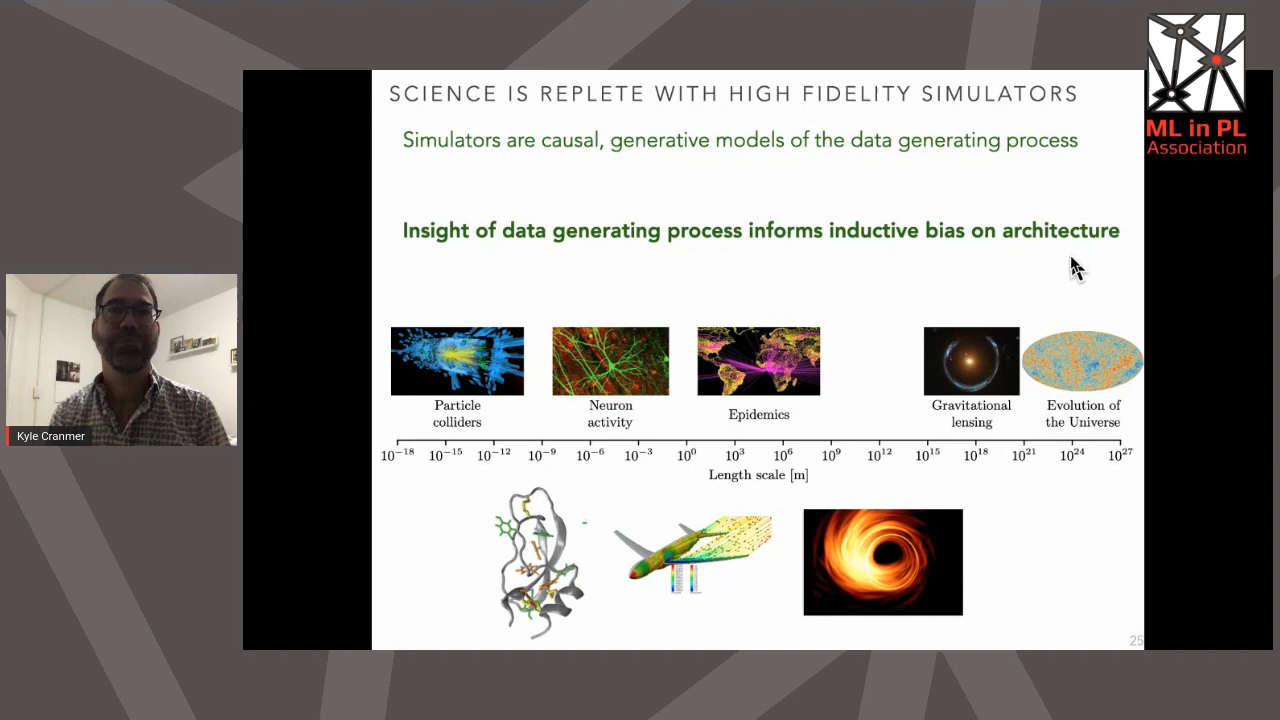 SCIENCE IS REPLETE WITH HIGH FIDELITY SIMULATORS
Simulators are causal, generative models of the data generating process
Insight of data generating process informs inductive bias on architecture
Particle
colliders
Neuron
activity
Epidemics
Gravitational
lensing
Evolution of
the Universe
10⁻¹⁸ 10⁻¹⁵ 10⁻¹² 10⁻⁹ 10⁻⁶ 10⁻³ 10⁰ 10³ 10⁶ 10⁹ 10¹² 10¹⁵ 10¹⁸ 10²¹ 10²⁴ 10²⁷
Length scale [m]
25
Kyle Cranmer
ML in PL
Association